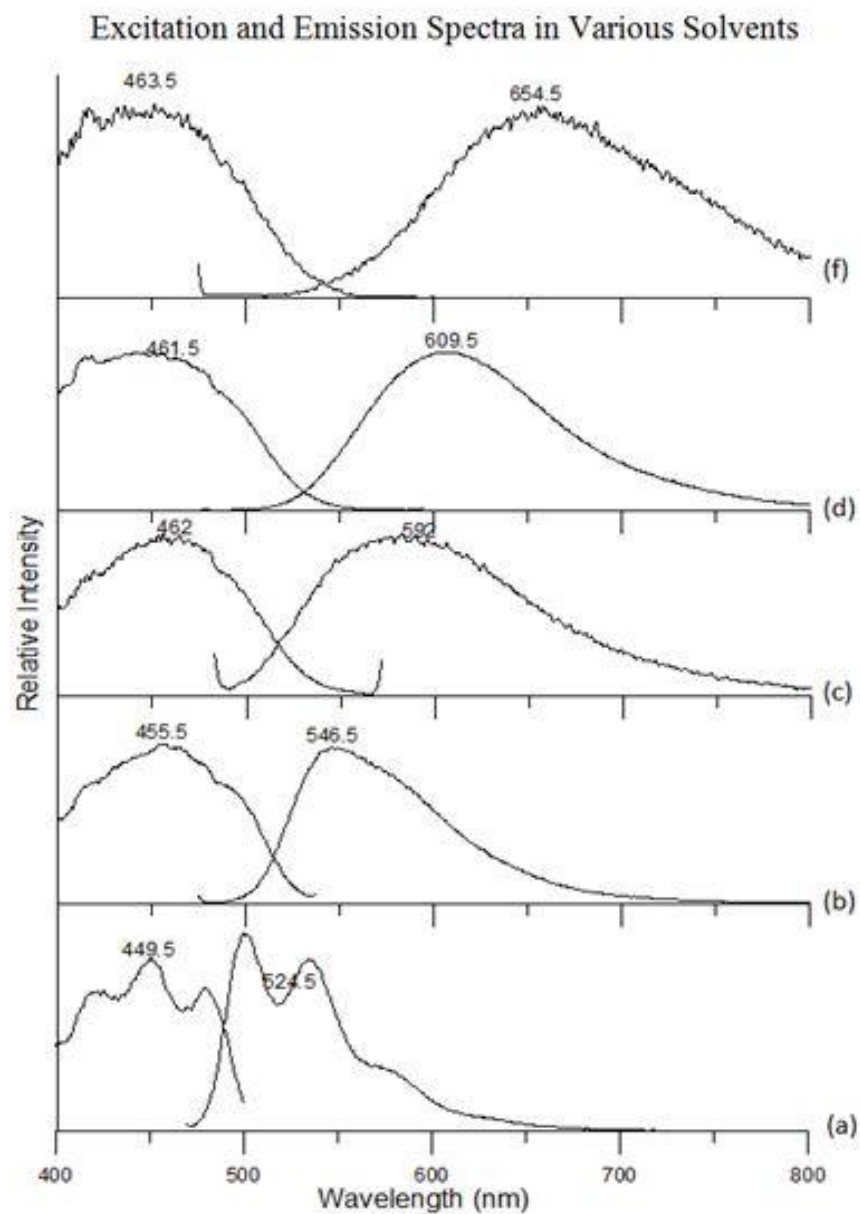 Excitation and Emission Spectra in Various Solvents
463.5 654.5
(f)
461.5 609.5
(d)
462 592
(c)
455.5 546.5
(b)
449.5 524.5
(a)
Relative Intensity
400 500 600 700 800
Wavelength (nm)